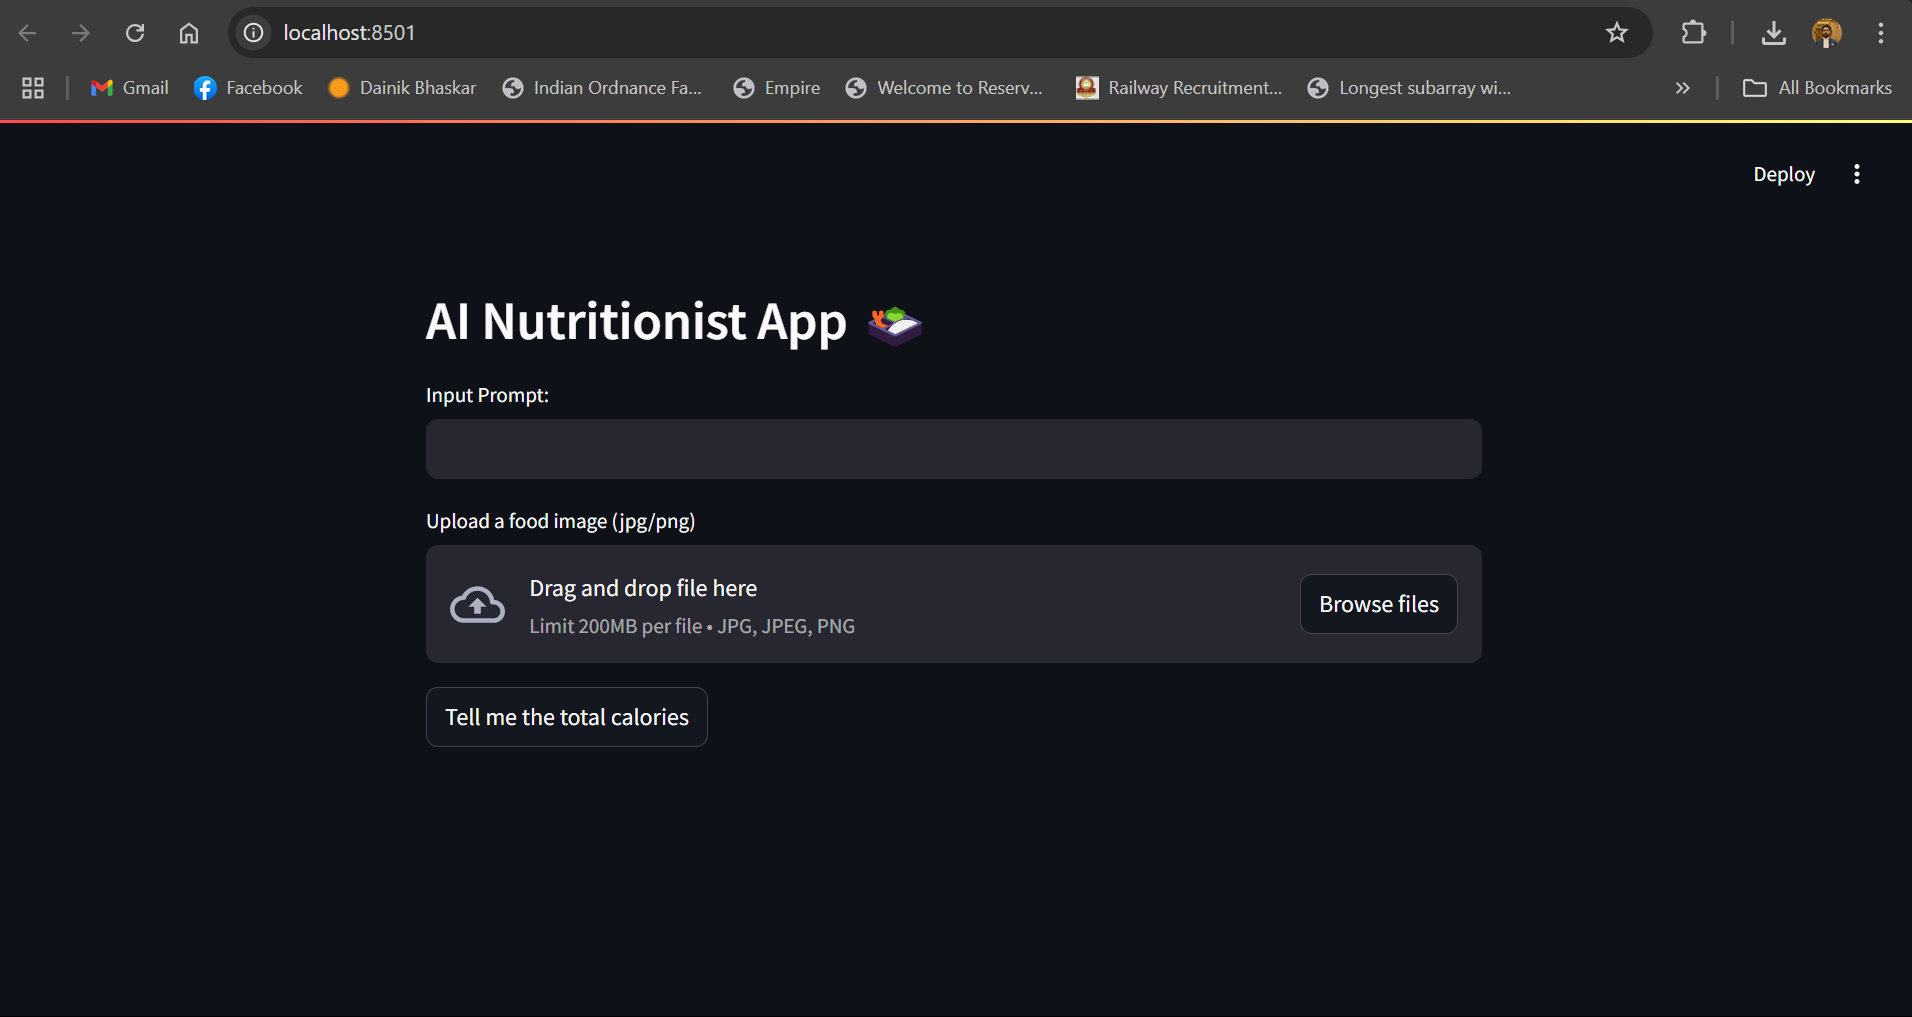 localhost:8501
Gmail Facebook Dainik Bhaskar Indian Ordnance Fa... Empire Welcome to Reserv... Railway Recruitment... Longest subarray wi... » All Bookmarks
Deploy
AI Nutritionist App
Input Prompt:
Upload a food image (jpg/png)
Drag and drop file here
Limit 200MB per file • JPG, JPEG, PNG
Browse files
Tell me the total calories